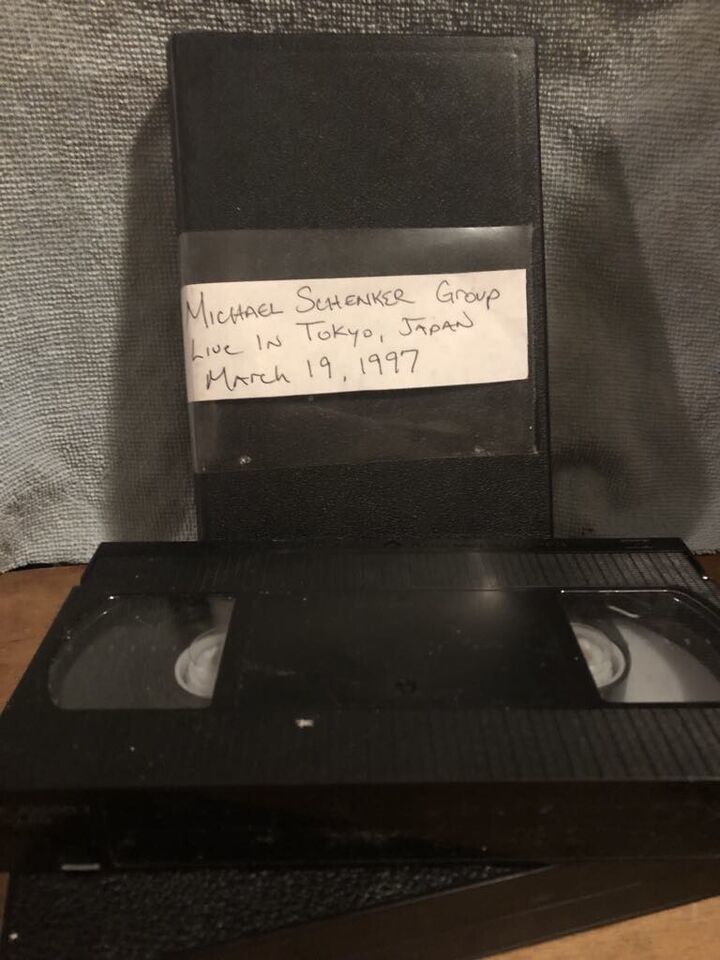 MICHAEL SCHENKER GROUP
LIVE IN TOKYO, JAPAN
MARCH 19, 1997